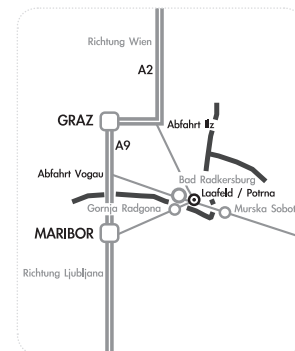 Richtung Wien
A2
GRAZ
Abfahrt Ilz
A9
Abfahrt Vogau
Bad Radkersburg
Laafeld / Potrna
Gornja Radgona
Murska Sobota
MARIBOR
Richtung Ljubljana